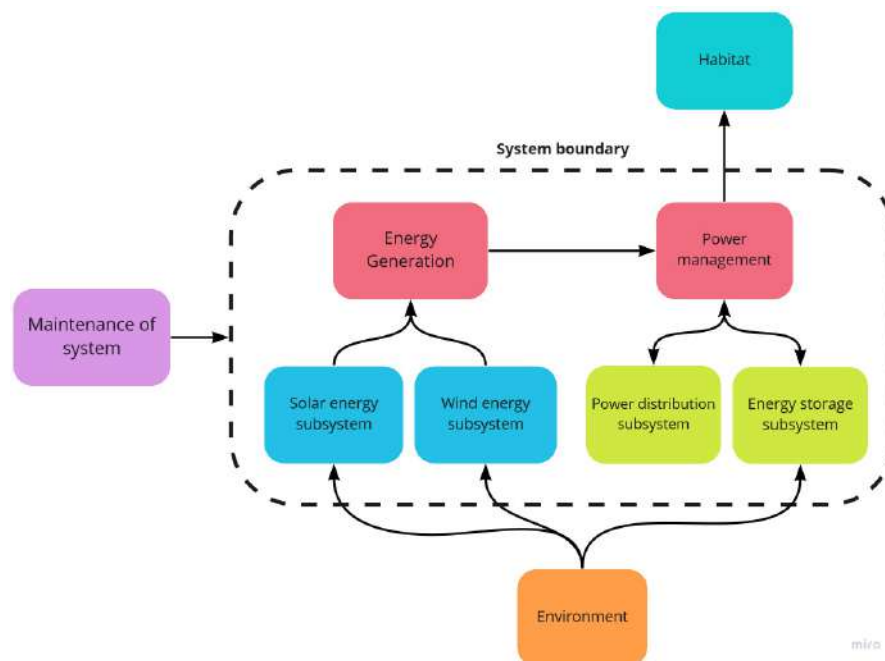 Habitat
System boundary
Energy
Generation
Power
management
Maintenance of
system
Solar energy
subsystem
Wind energy
subsystem
Power distribution
subsystem
Energy storage
subsystem
Environment
miro